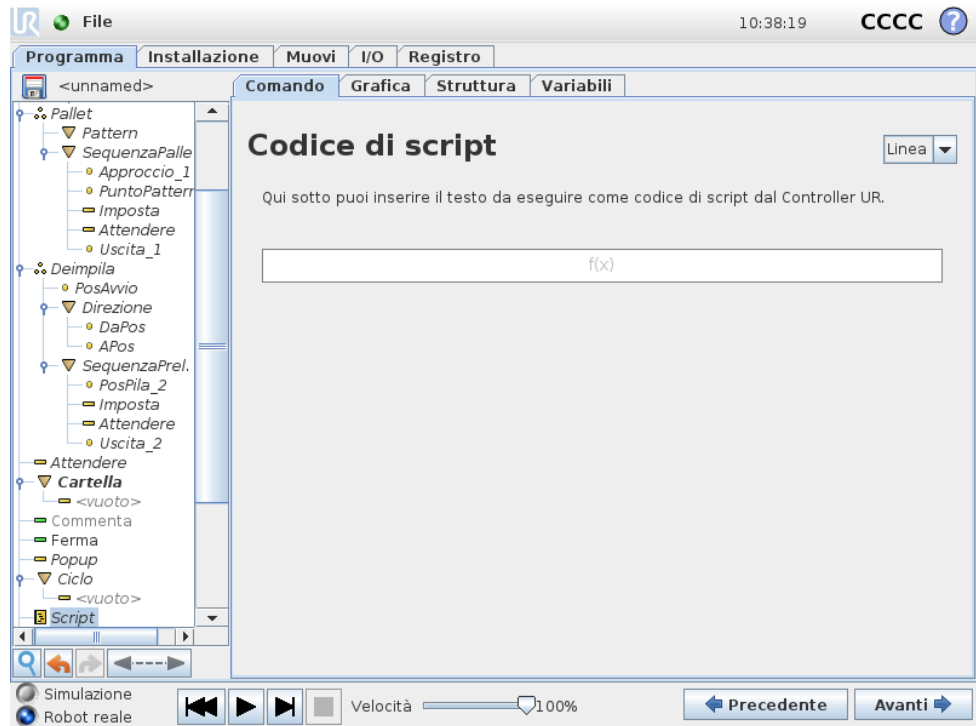 UR File 10:38:19 CCCC ?
Programma Installazione Muovi I/O Registro
<unnamed> Comando Grafica Struttura Variabili
Pallet
Pattern
SequenzaPalle
Approccio_1
PuntoPattern
Imposta
Attendere
Uscita_1
Deimpila
PosAvvio
Direzione
DaPos
APos
SequenzaPrel.
PosPila_2
Imposta
Attendere
Uscita_2
Attendere
Cartella
<vuoto>
Commenta
Ferma
Popup
Ciclo
<vuoto>
Script
Codice di script
Linea
Qui sotto puoi inserire il testo da eseguire come codice di script dal Controller UR.
f(x)
Simulazione
Robot reale
Velocità 100%
Precedente
Avanti